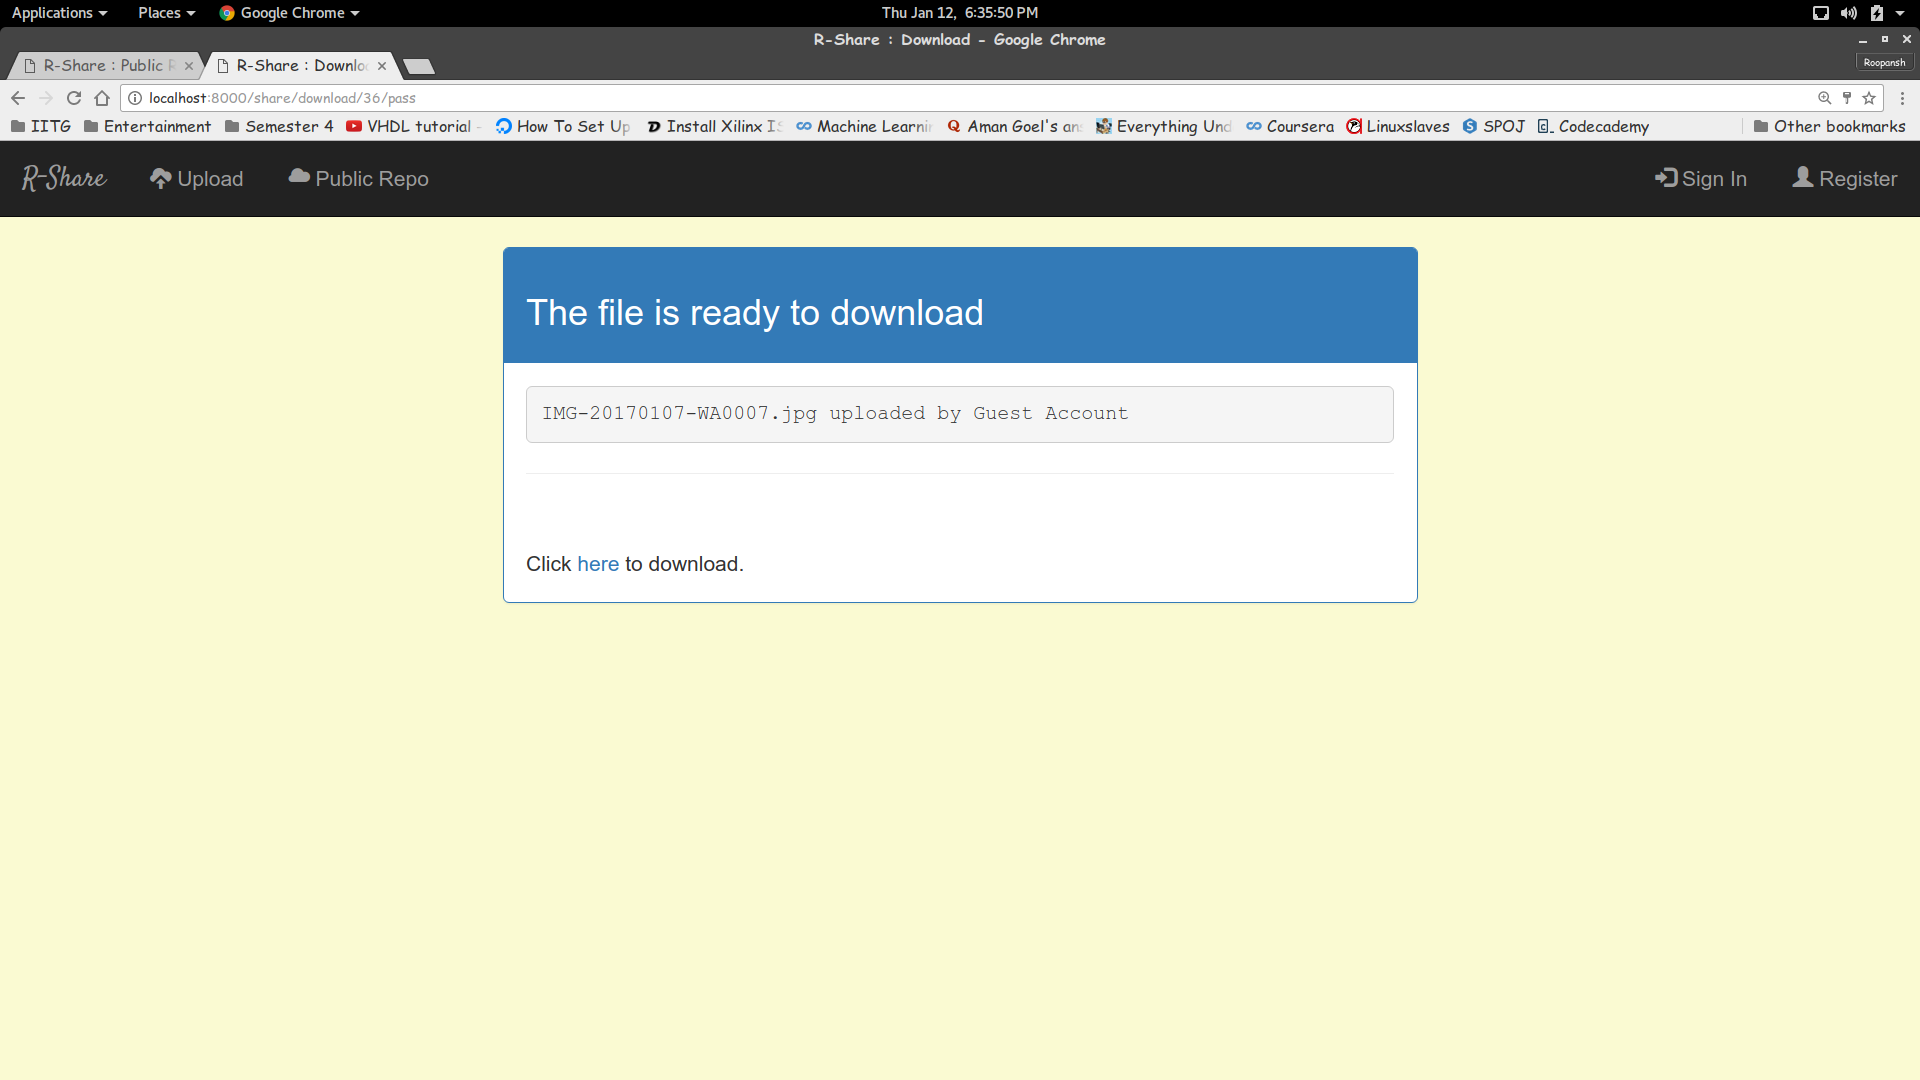 Applications Places Google Chrome Thu Jan 12, 6:35:50 PM
R-Share : Download - Google Chrome
R-Share : Public R R-Share : Downloa Roopansh
localhost:8000/share/download/36/pass
IITG Entertainment Semester 4 VHDL tutorial - How To Set Up Install Xilinx IS Machine Learni Aman Goel's an Everything Und Coursera Linuxslaves SPOJ Codecademy Other bookmarks
R-Share Upload Public Repo Sign In Register
The file is ready to download
IMG-20170107-WA0007.jpg uploaded by Guest Account
Click here to download.